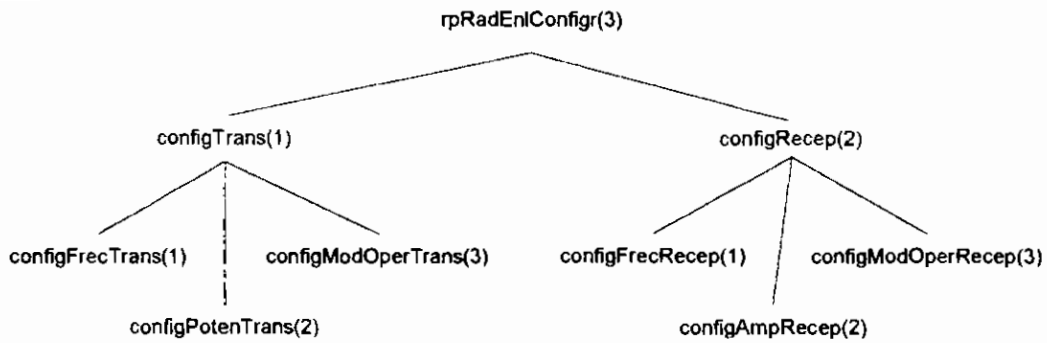 rpRadEnlConfigr(3)
configTrans(1)
configRecep(2)
configFrecTrans(1)
configModOperTrans(3)
configFrecRecep(1)
configModOperRecep(3)
configPotenTrans(2)
configAmpRecep(2)